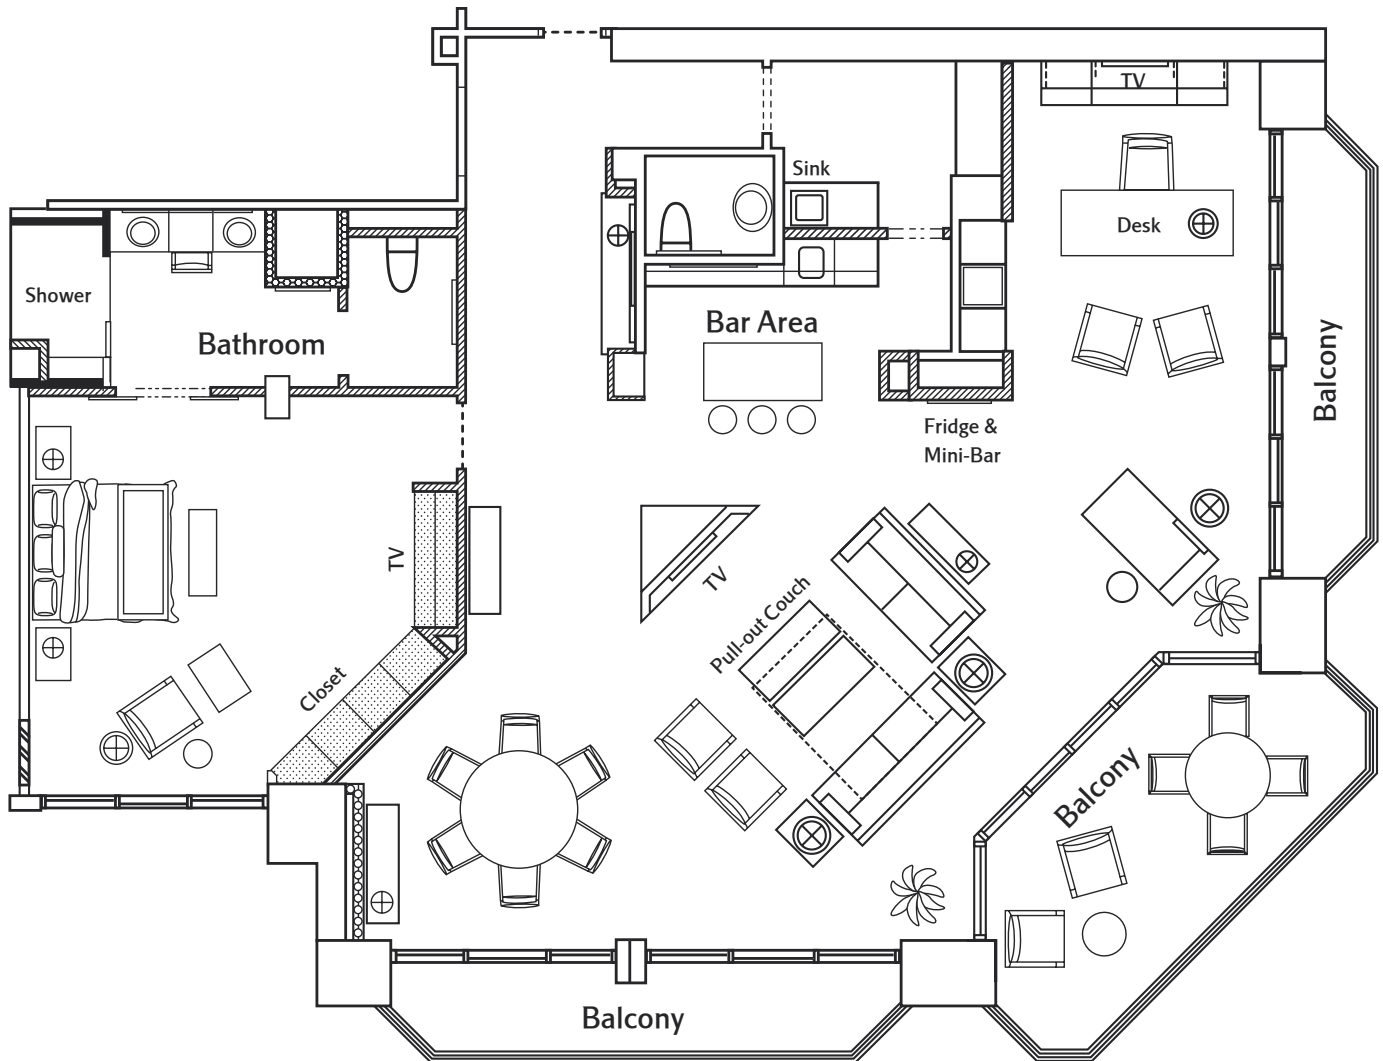 TV
Sink
Desk
Shower
Bathroom
Bar Area
Balcony
Fridge &
Mini-Bar
TV
TV
Pull-out Couch
Closet
Balcony
Balcony